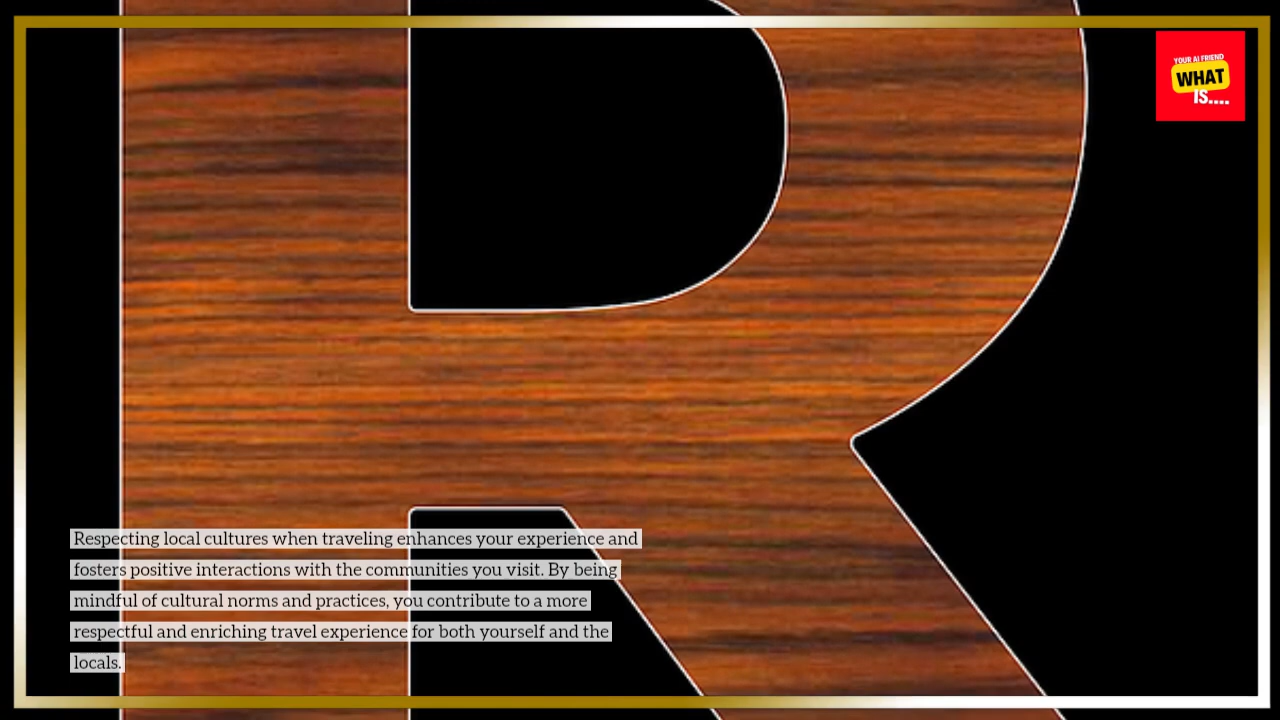 R
YOUR AI FRIEND
WHAT
IS....
Respecting local cultures when traveling enhances your experience and
fosters positive interactions with the communities you visit. By being
mindful of cultural norms and practices, you contribute to a more
respectful and enriching travel experience for both yourself and the
locals.